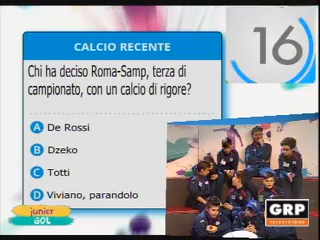 CALCIO RECENTE
16
Chi ha deciso Roma-Samp, terza di
campionato, con un calcio di rigore?
A De Rossi
B Dzeko
C Totti
D Viviano, parandolo
junior
GOL
GRP
TELEVISIONE